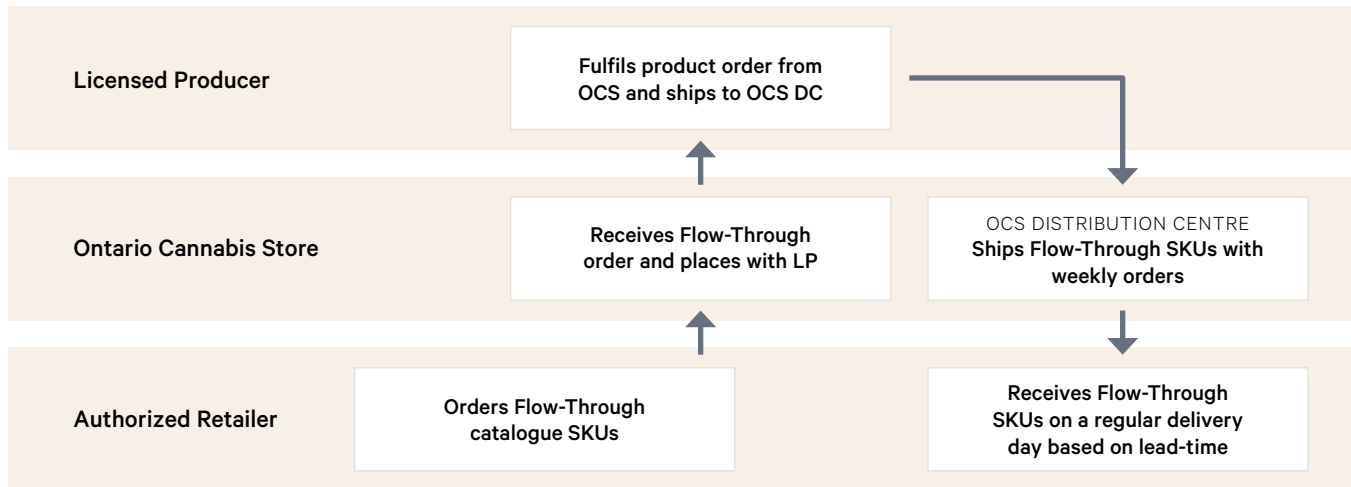 Licensed Producer
Fulfils product order from
OCS and ships to OCS DC
Ontario Cannabis Store
Receives Flow-Through
order and places with LP
OCS DISTRIBUTION CENTRE
Ships Flow-Through SKUs with
weekly orders
Authorized Retailer
Orders Flow-Through
catalogue SKUs
Receives Flow-Through
SKUs on a regular delivery
day based on lead-time